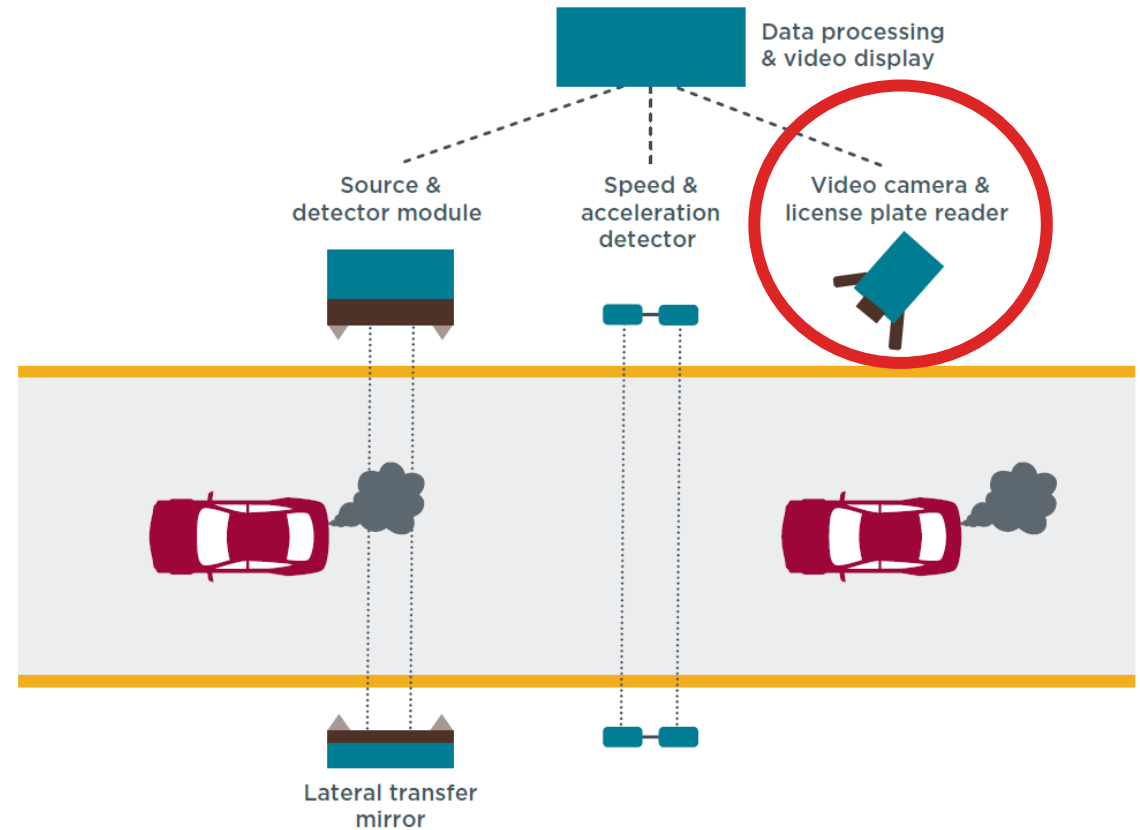 Data processing
& video display
Source &
detector module
Speed &
acceleration
detector
Video camera &
license plate reader
Lateral transfer
mirror